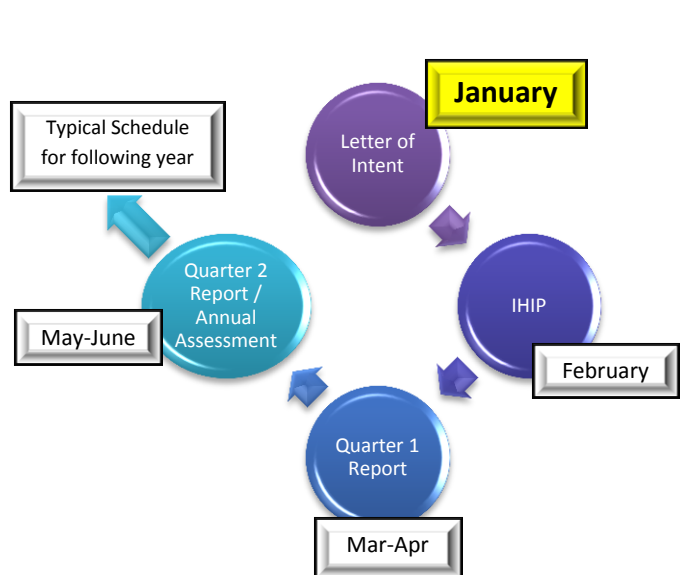 January
Letter of
Intent
IHIP
February
Quarter 1
Report
Mar-Apr
Quarter 2
Report /
Annual
Assessment
May-June
Typical Schedule
for following year